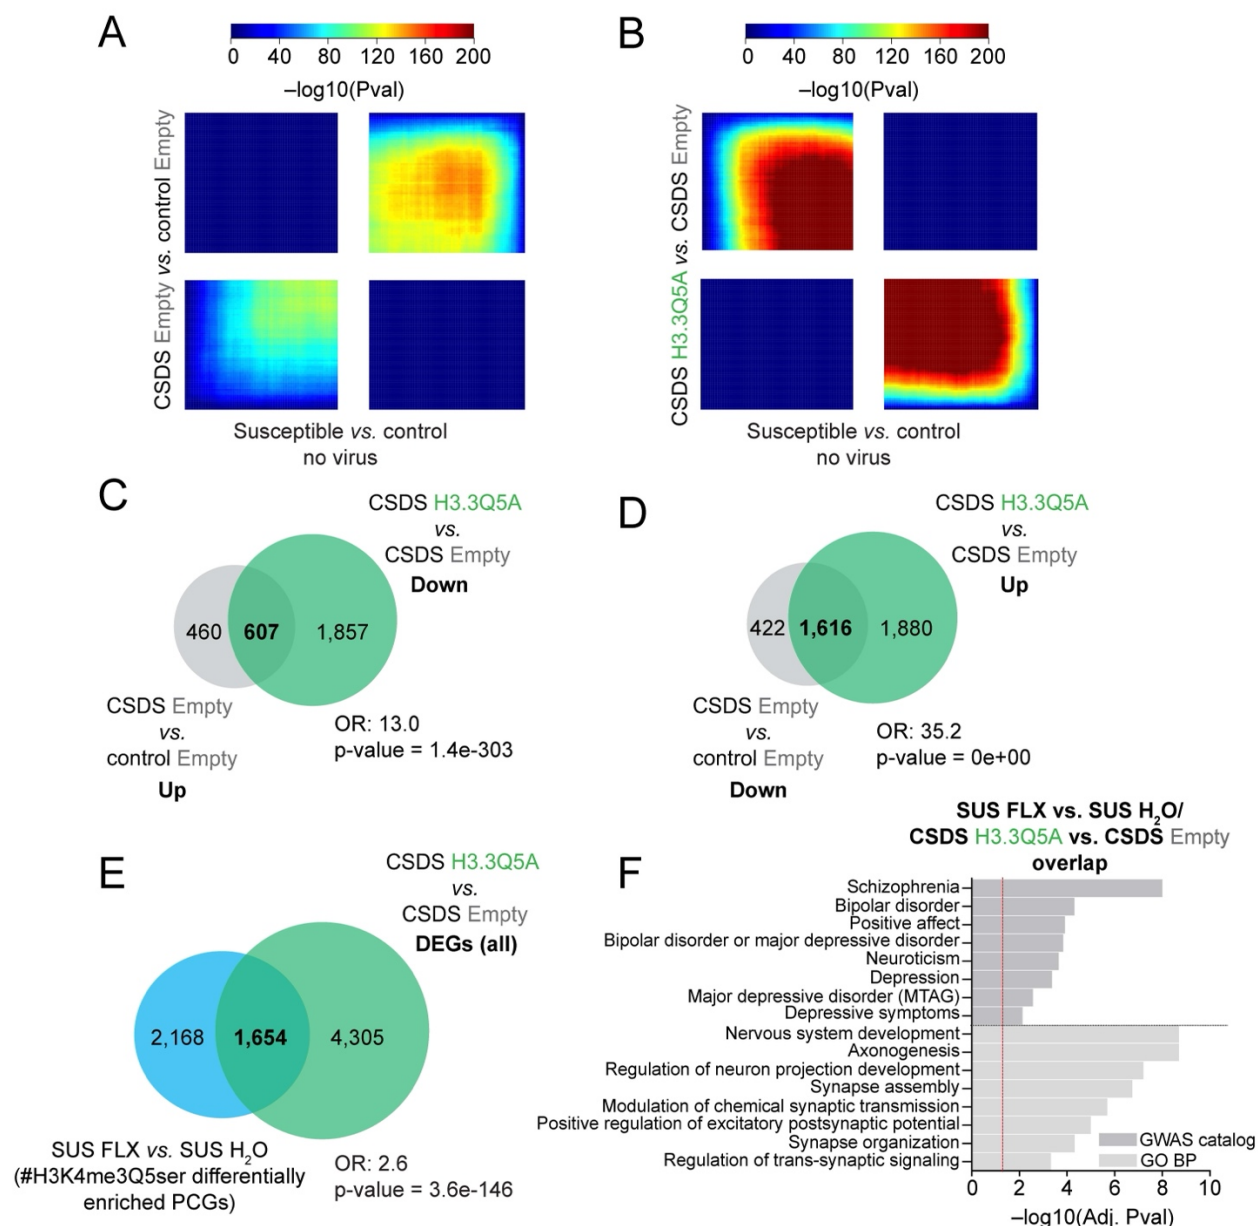 A
0 40 80 120 160 200
–log10(Pval)
CSDS Empty vs. control Empty
Susceptible vs. control
no virus
B
0 40 80 120 160 200
–log10(Pval)
CSDS H3.3Q5A vs. CSDS Empty
Susceptible vs. control
no virus
C
CSDS H3.3Q5A
vs.
CSDS Empty
Down
460 607 1,857
CSDS Empty
vs.
control Empty
Up
OR: 13.0
p-value = 1.4e-303
D
CSDS H3.3Q5A
vs.
CSDS Empty
Up
422 1,616 1,880
CSDS Empty
vs.
control Empty
Down
OR: 35.2
p-value = 0e+00
E
CSDS H3.3Q5A
vs.
CSDS Empty
DEGs (all)
2,168 1,654 4,305
SUS FLX vs. SUS H₂O
(#H3K4me3Q5ser differentially
enriched PCGs)
OR: 2.6
p-value = 3.6e-146
F
SUS FLX vs. SUS H₂O/
CSDS H3.3Q5A vs. CSDS Empty
overlap
Schizophrenia
Bipolar disorder
Positive affect
Bipolar disorder or major depressive disorder
Neuroticism
Depression
Major depressive disorder (MTAG)
Depressive symptoms
Nervous system development
Axonogenesis
Regulation of neuron projection development
Synapse assembly
Modulation of chemical synaptic transmission
Positive regulation of excitatory postsynaptic potential
Synapse organization
Regulation of trans-synaptic signaling
GWAS catalog
GO BP
0 2 4 6 8 10
–log10(Adj. Pval)